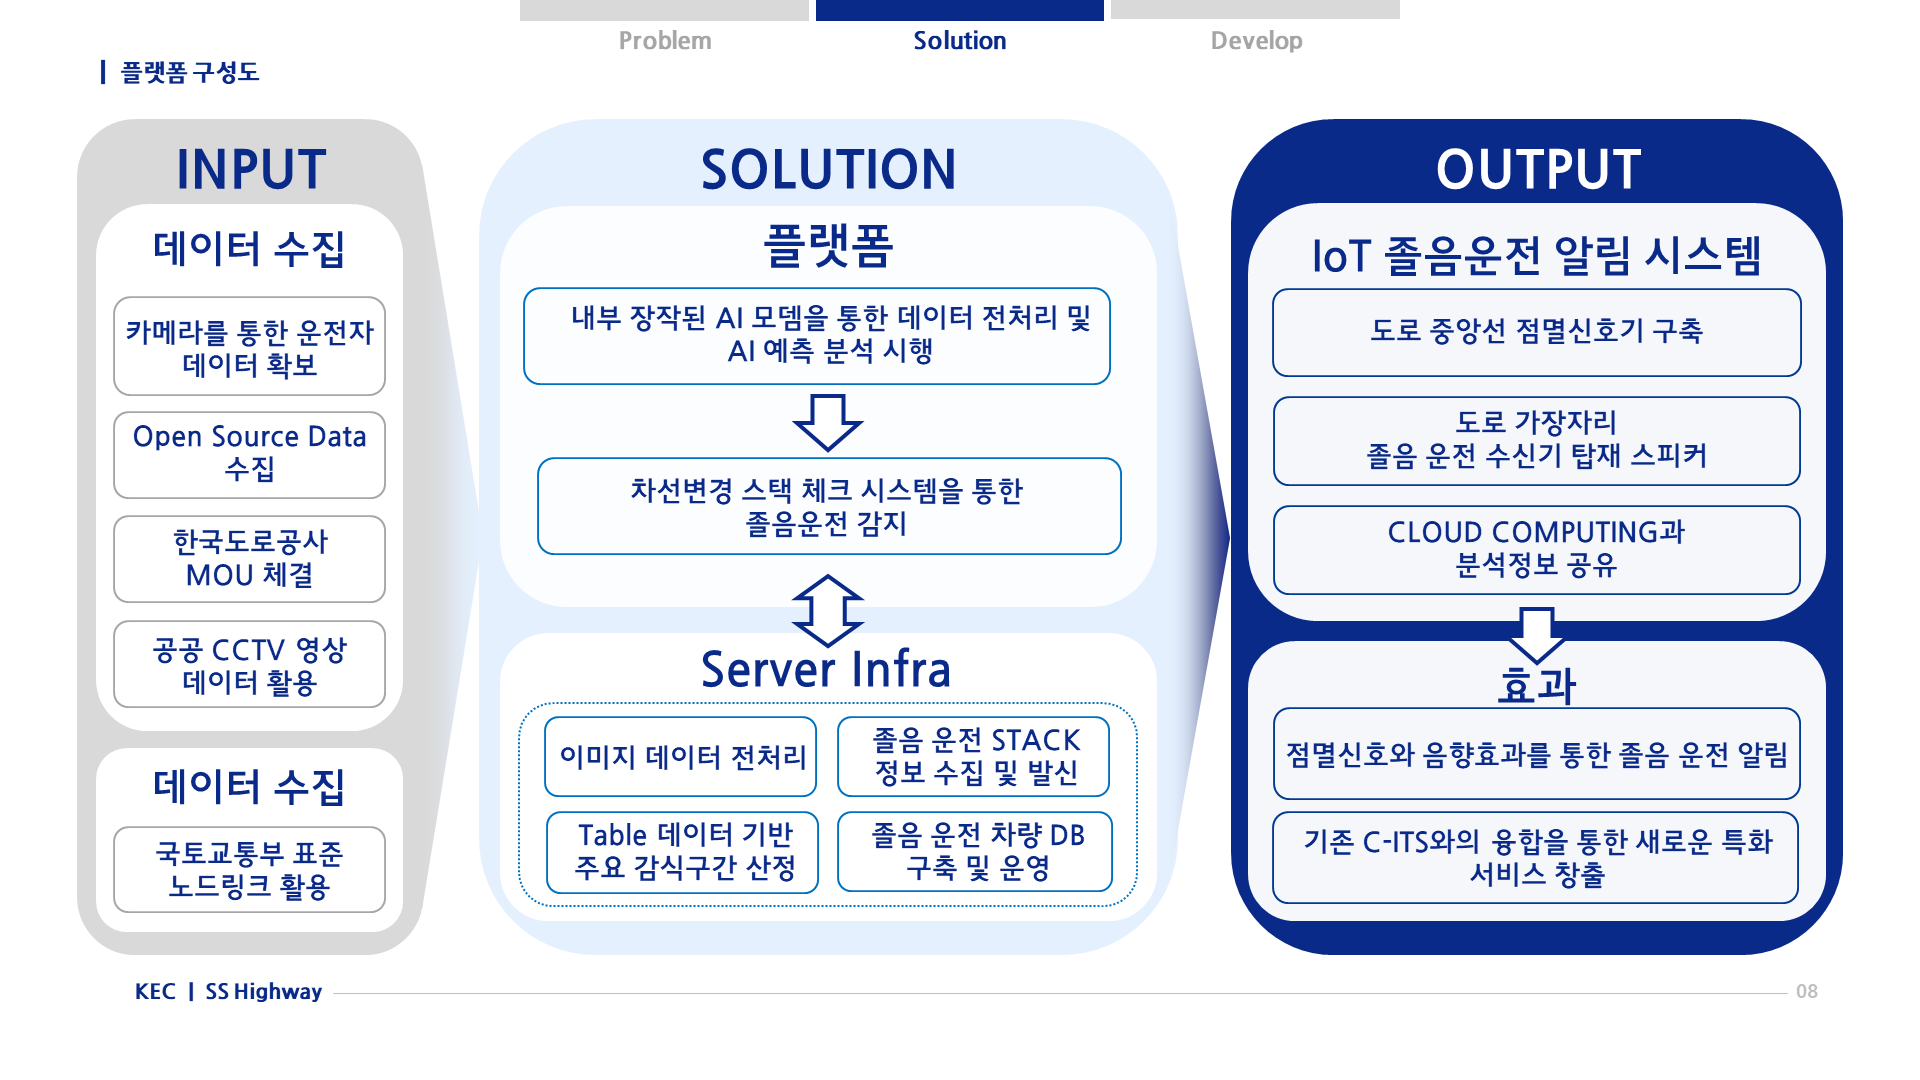 Problem
Solution
Develop
플랫폼 구성도
INPUT
데이터 수집
카메라를 통한 운전자
데이터 확보
Open Source Data
수집
한국도로공사
MOU 체결
공공 CCTV 영상
데이터 활용
데이터 수집
국토교통부 표준
노드링크 활용
SOLUTION
플랫폼
내부 장작된 AI 모뎀을 통한 데이터 전처리 및
AI 예측 분석 시행
차선변경 스택 체크 시스템을 통한
졸음운전 감지
Server Infra
이미지 데이터 전처리
졸음 운전 STACK
정보 수집 및 발신
Table 데이터 기반
주요 감식구간 산정
졸음 운전 차량 DB
구축 및 운영
OUTPUT
IoT 졸음운전 알림 시스템
도로 중앙선 점멸신호기 구축
도로 가장자리
졸음 운전 수신기 탑재 스피커
CLOUD COMPUTING과
분석정보 공유
효과
점멸신호와 음향효과를 통한 졸음 운전 알림
기존 C-ITS와의 융합을 통한 새로운 특화
서비스 창출
KEC | SS Highway
08